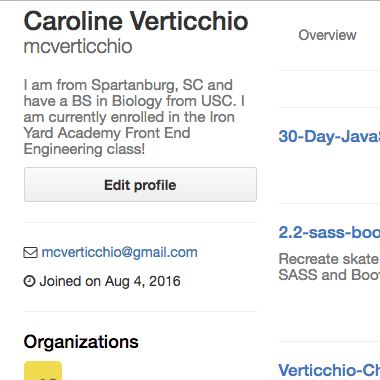 Caroline Verticchio
mcverticchio
I am from Spartanburg, SC and
have a BS in Biology from USC. I
am currently enrolled in the Iron
Yard Academy Front End
Engineering class!
Edit profile
mcverticchio@gmail.com
Joined on Aug 4, 2016
Organizations
Overview
30-Day-Java
2.2-sass-boo
Recreate skate
SASS and Boo
Verticchio-Ch